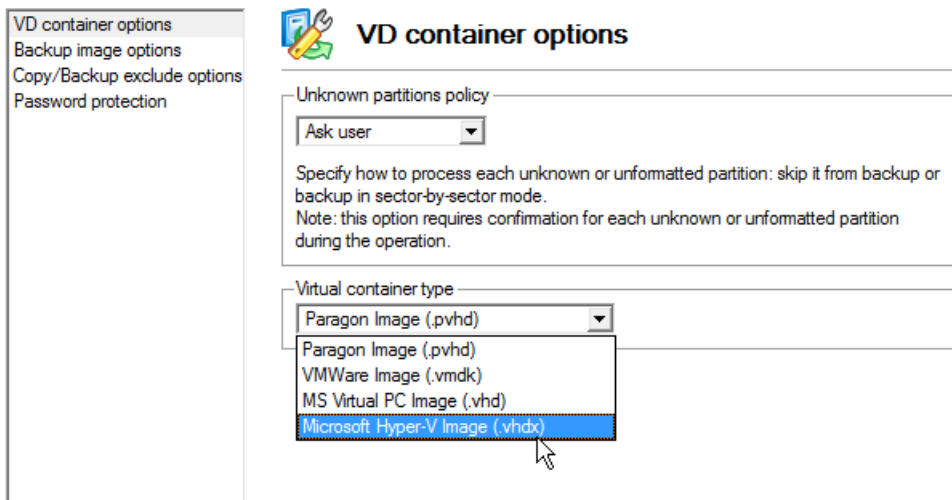 VD container options
Backup image options
Copy/Backup exclude options
Password protection
VD container options
Unknown partitions policy
Ask user
Specify how to process each unknown or unformatted partition: skip it from backup or
backup in sector-by-sector mode.
Note: this option requires confirmation for each unknown or unformatted partition
during the operation.
Virtual container type
Paragon Image (.pvhd)
Paragon Image (.pvhd)
VMWare Image (.vmdk)
MS Virtual PC Image (.vhd)
Microsoft Hyper-V Image (.vhdx)